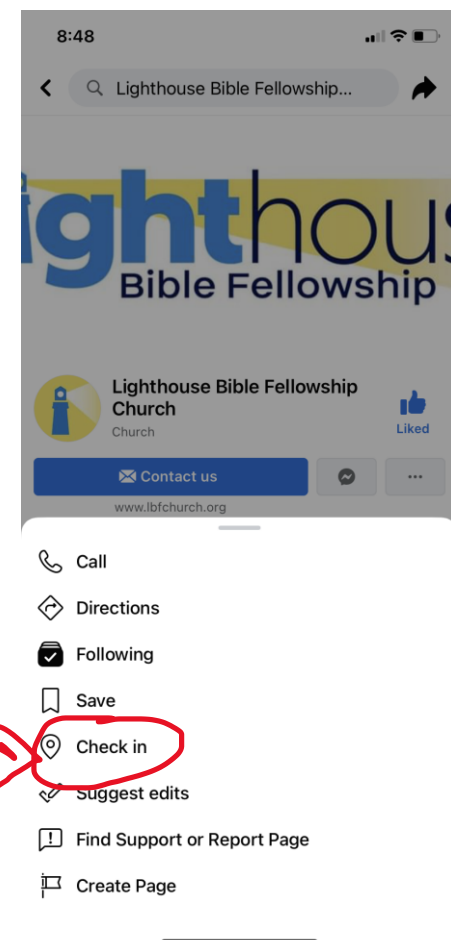 8:48
Lighthouse Bible Fellowship...
ighthous
Bible Fellowship
Lighthouse Bible Fellowship
Church
Church
Liked
Contact us
www.lbfchurch.org
Call
Directions
Following
Save
Check in
Suggest edits
Find Support or Report Page
Create Page